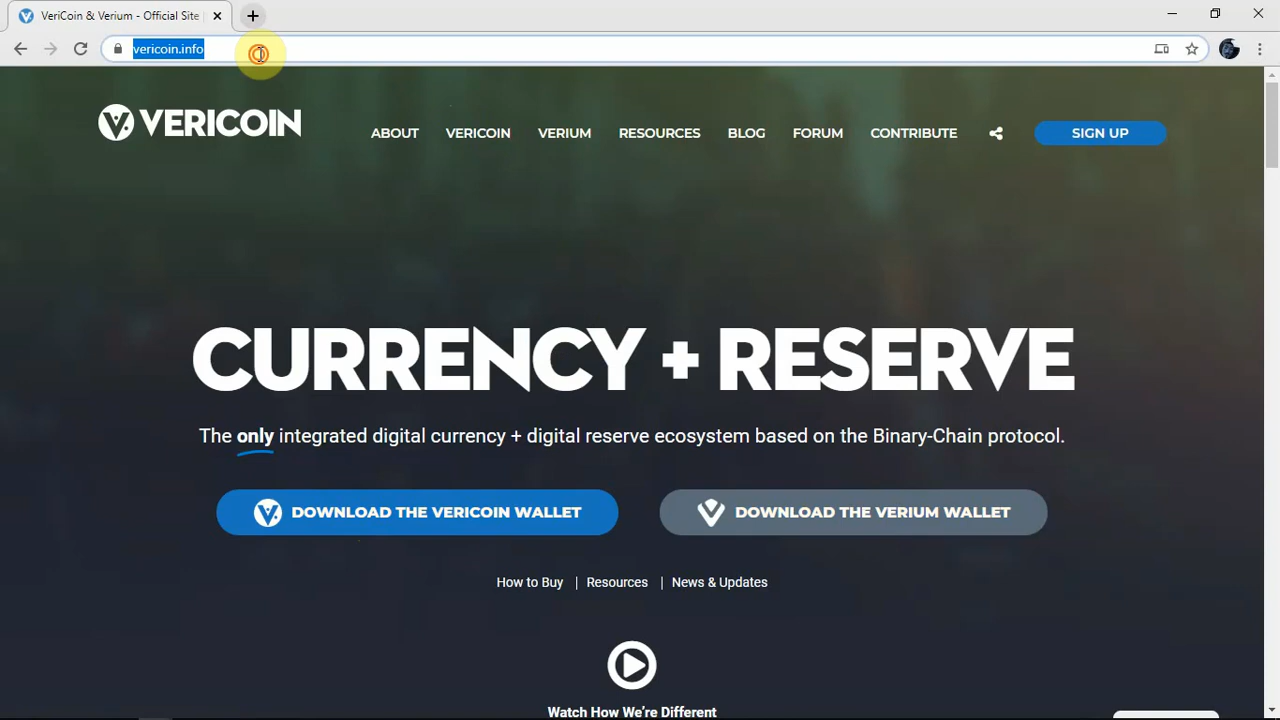 VeriCoin & Verium - Official Site
vericoin.info
VERICOIN
ABOUT
VERICOIN
VERIUM
RESOURCES
BLOG
FORUM
CONTRIBUTE
SIGN UP
CURRENCY + RESERVE
The only integrated digital currency + digital reserve ecosystem based on the Binary-Chain protocol.
DOWNLOAD THE VERICOIN WALLET
DOWNLOAD THE VERIUM WALLET
How to Buy | Resources | News & Updates
Watch How We're Different